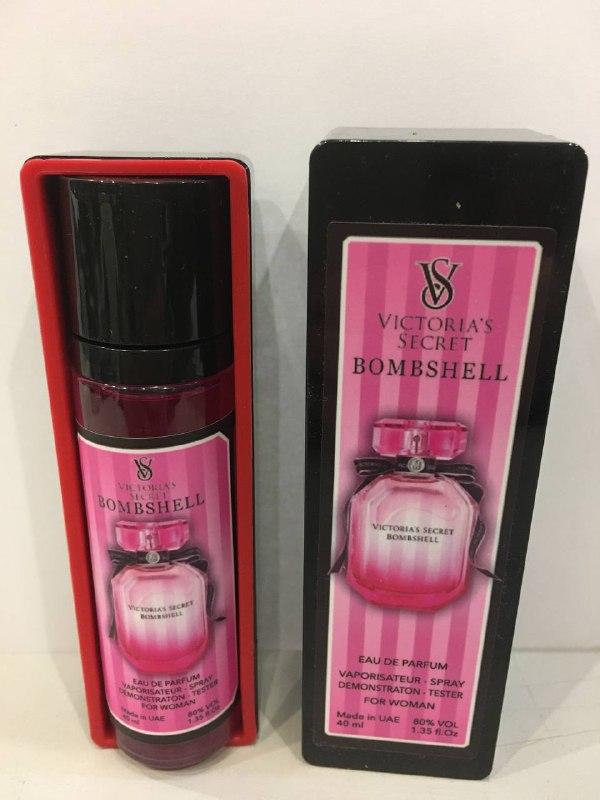 VS
VICTORIA'S
SECRET
BOMBSHELL
VICTORIA'S SECRET
BOMBSHELL
EAU DE PARFUM
VAPORISATEUR - SPRAY
DEMONSTRATON - TESTER
FOR WOMAN
Made in UAE 80% VOL
40 ml 1.35 fl.Oz
VS
VICTORIA'S
SECRET
BOMBSHELL
VICTORIA'S SECRET
BOMBSHELL
EAU DE PARFUM
VAPORISATEUR - SPRAY
DEMONSTRATON - TESTER
FOR WOMAN
Made in UAE 80% VOL
40 ml 1.35 fl.Oz